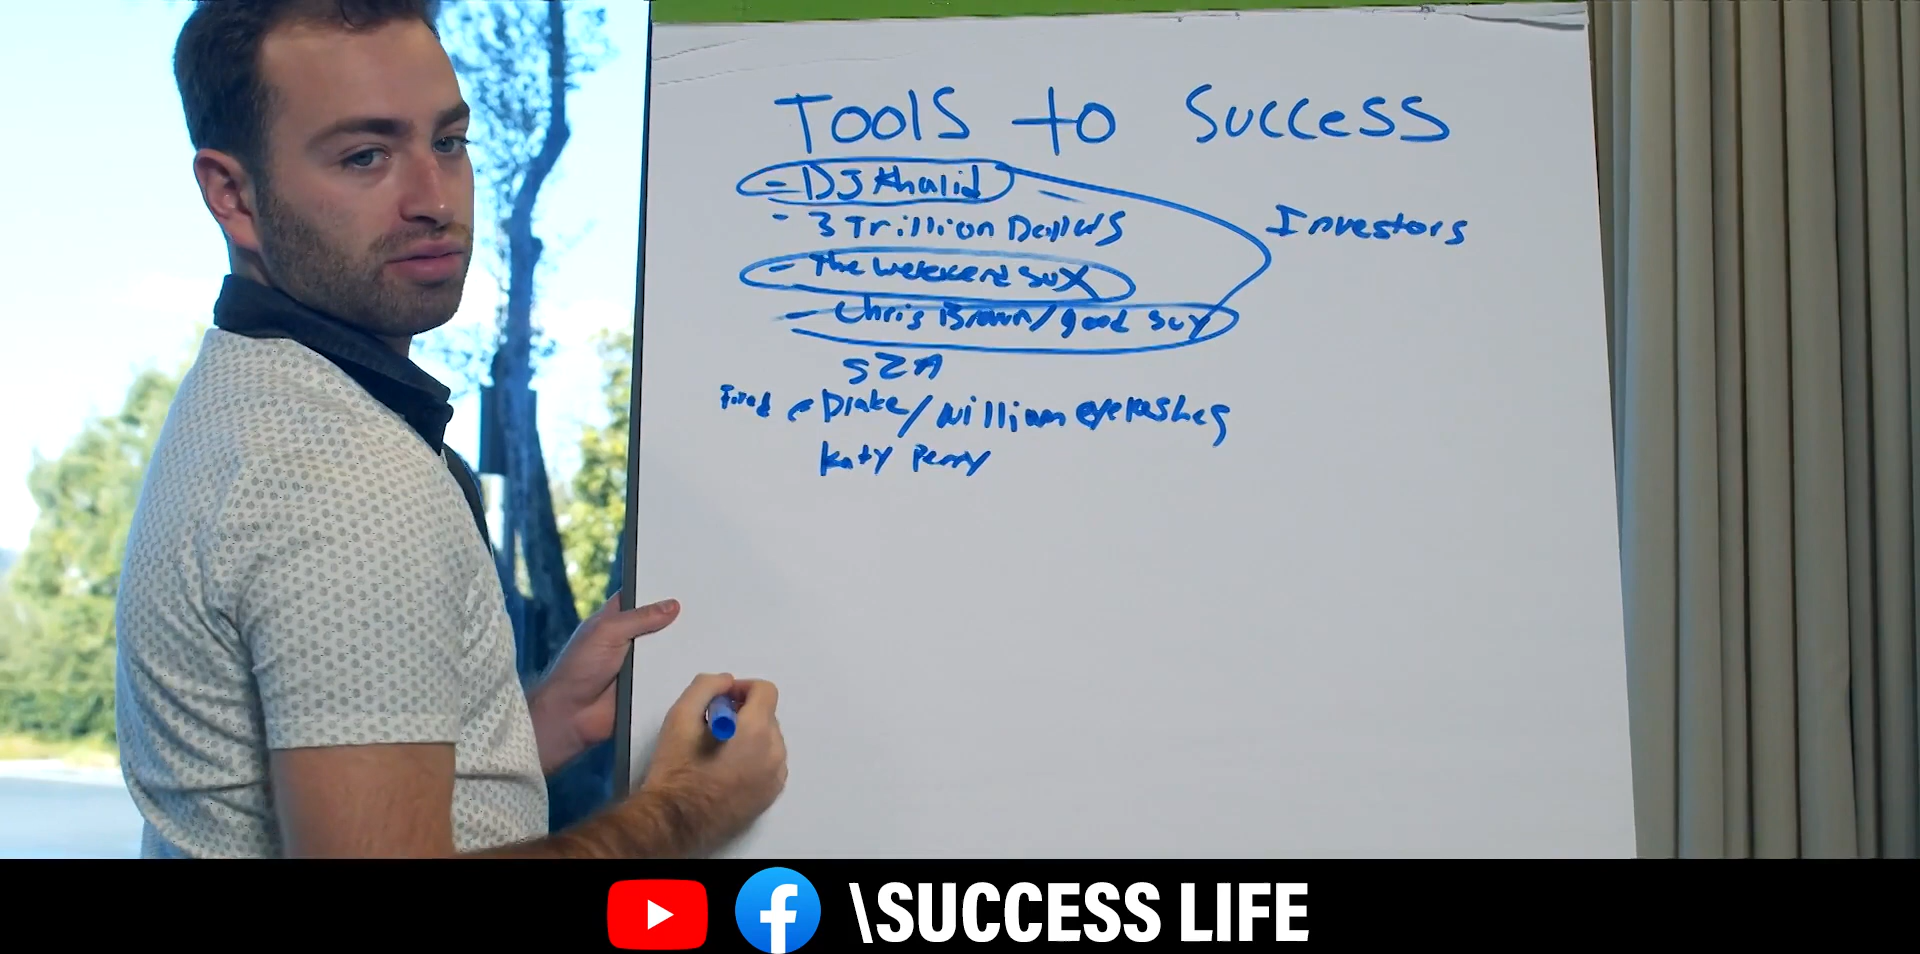 Tools to Success
- DJ Khalid
- 3 Trillion Dollars
Investors
- The weekend sux
- Chris Brown/good guy
SZA
Fired - Drake/william eyelashes
Katy Perry
\SUCCESS LIFE